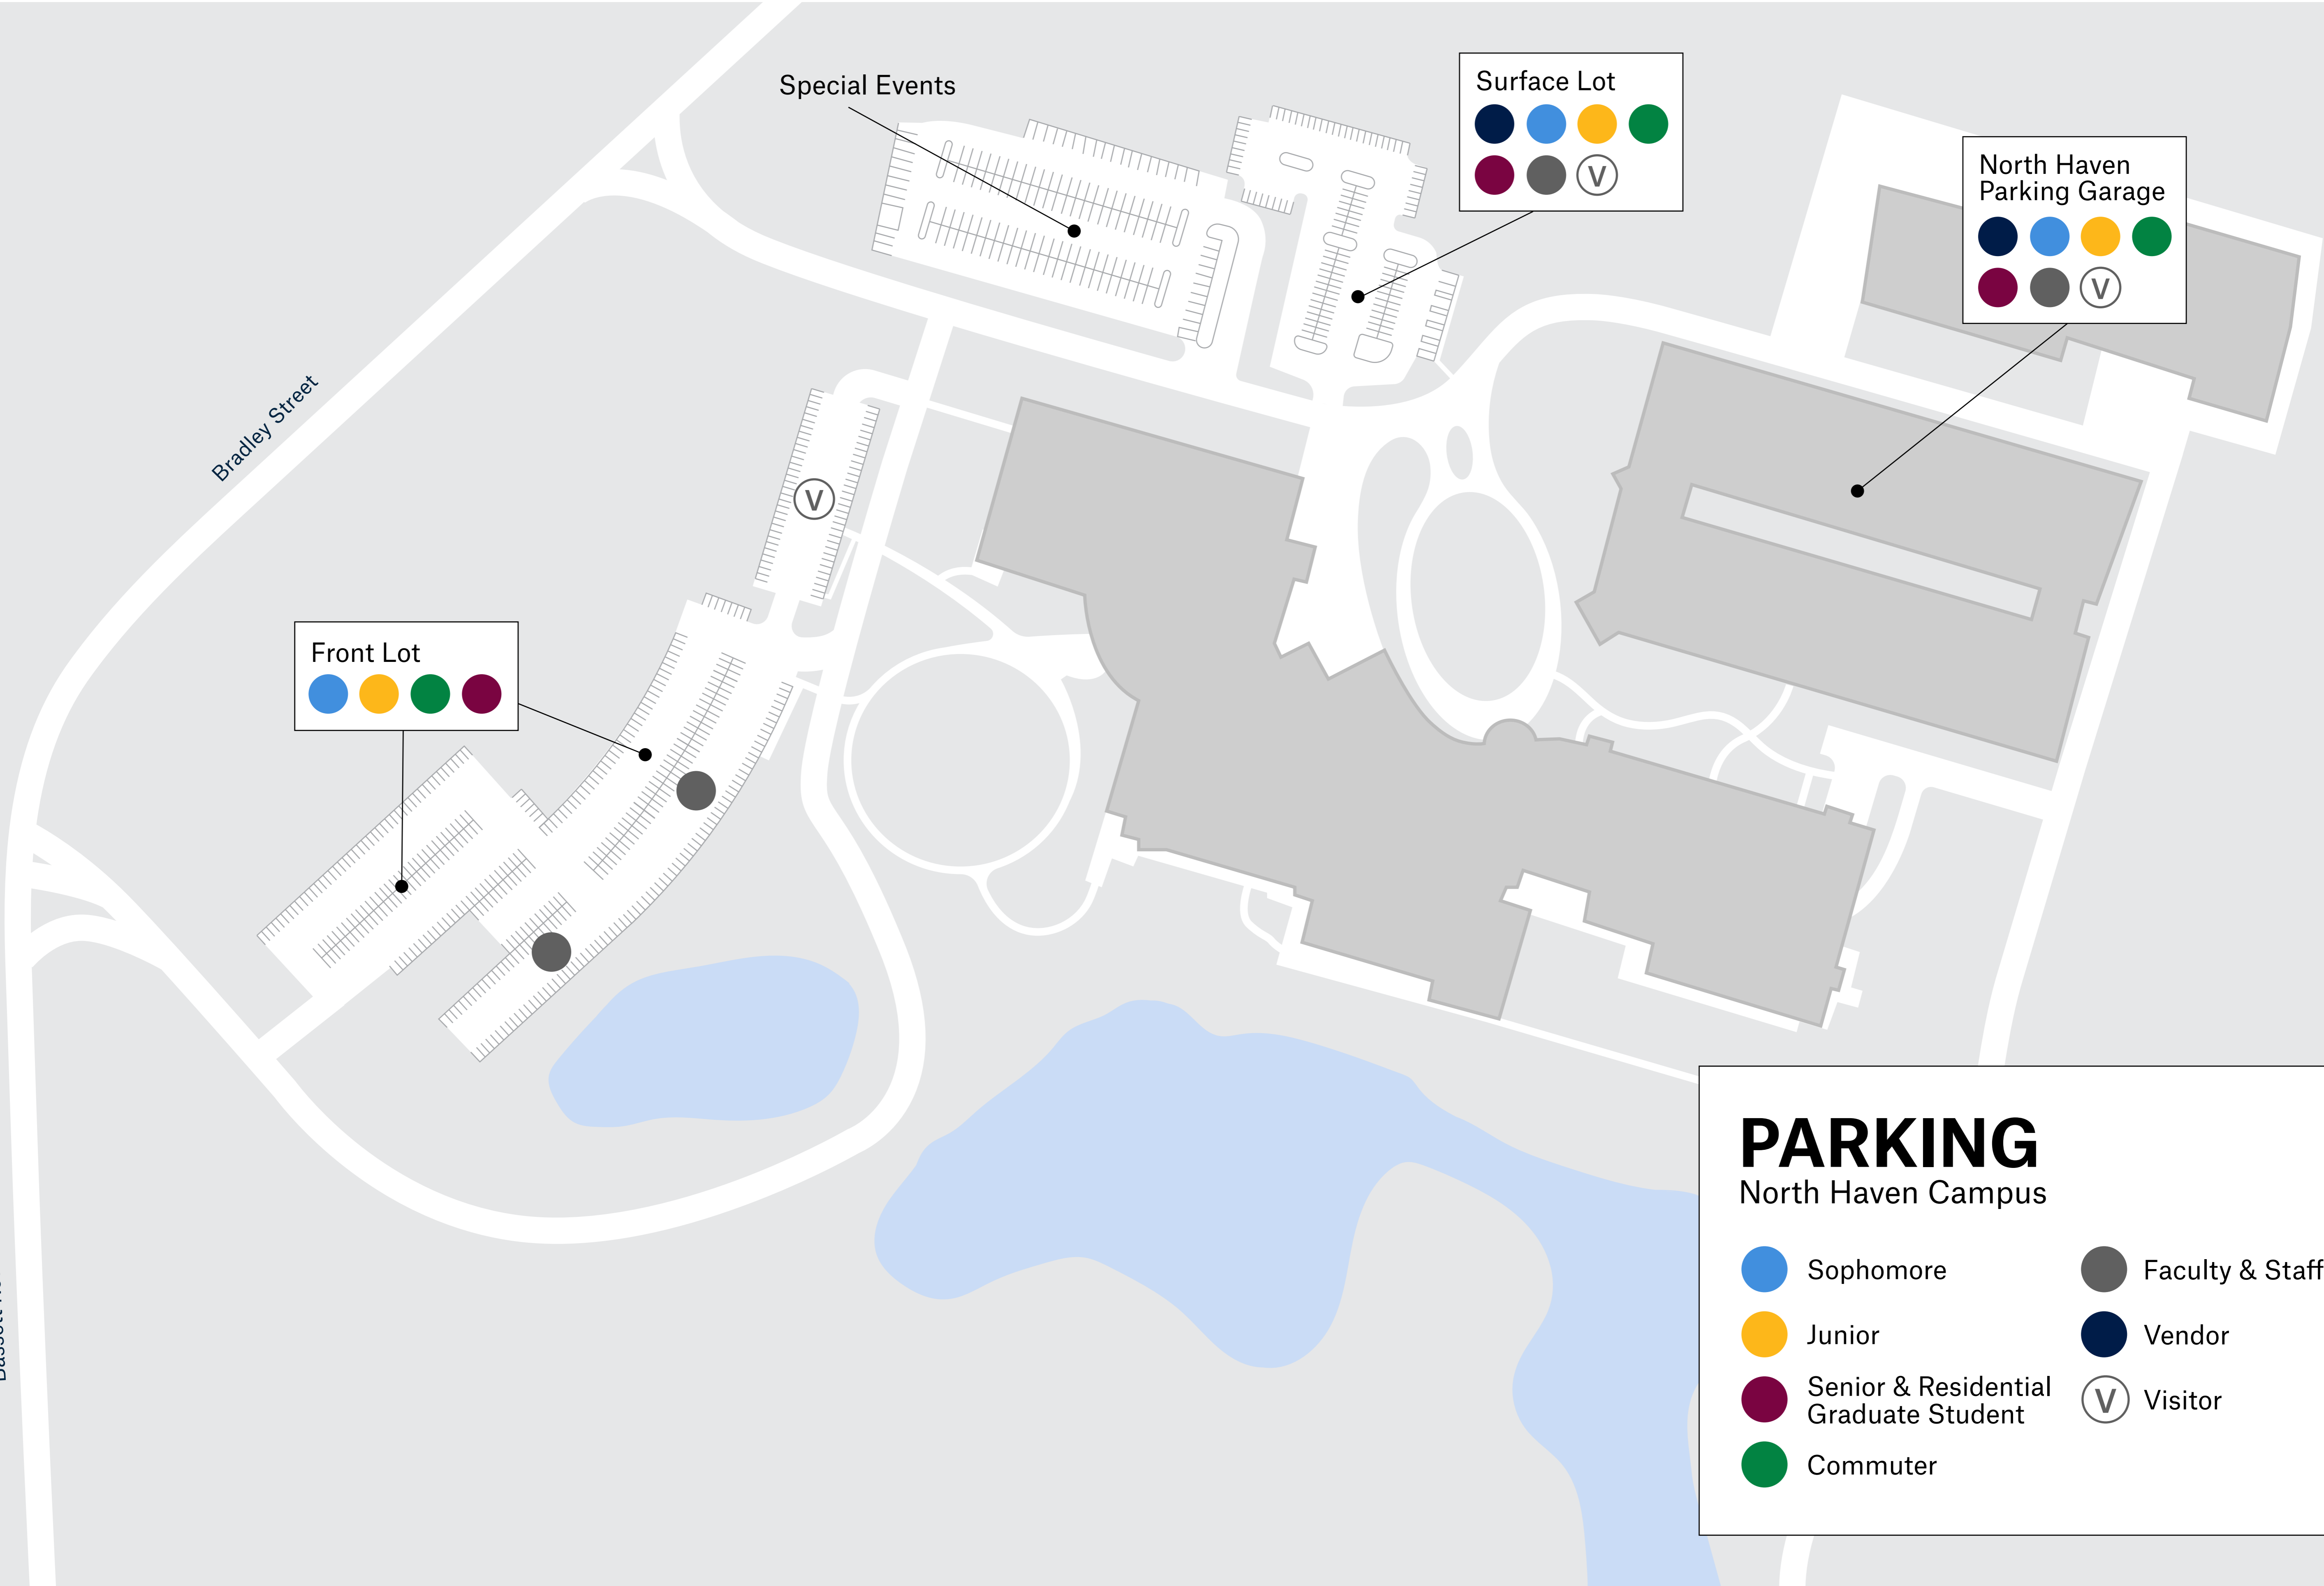 Special Events
Surface Lot
V
North Haven
Parking Garage
V
Bradley Street
V
Front Lot
PARKING
North Haven Campus
Sophomore
Junior
Senior & Residential
Graduate Student
Commuter
Faculty & Staff
Vendor
V Visitor